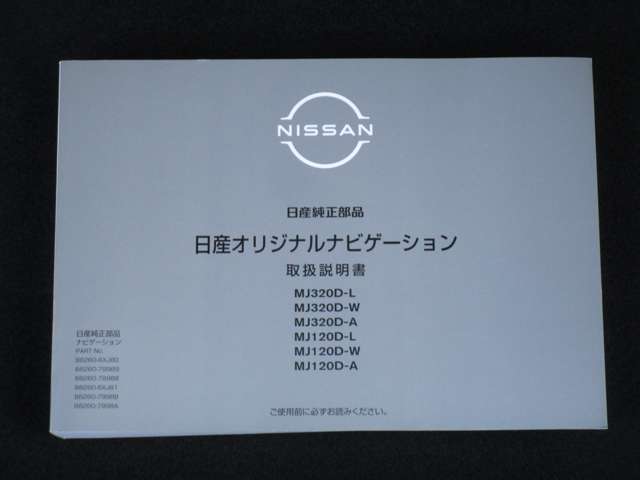 NISSAN
日産純正部品
日産オリジナルナビゲーション
取扱説明書
MJ320D-L
MJ320D-W
MJ320D-A
MJ120D-L
MJ120D-W
MJ120D-A
日産純正部品
ナビゲーション
PART No.
ご使用前に必ずお読みください。